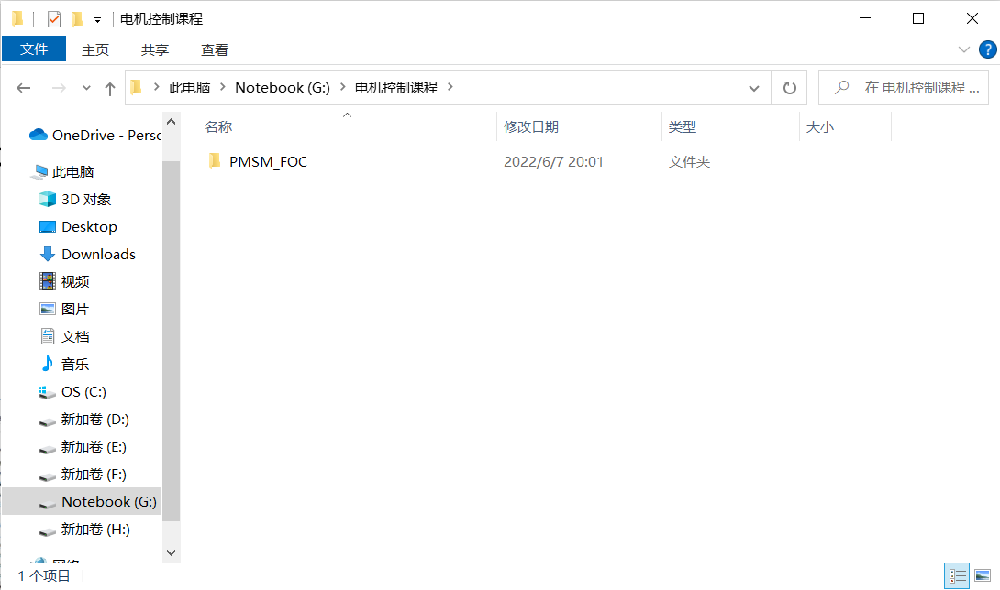 电机控制课程
文件 主页 共享 查看
此电脑 Notebook (G:) 电机控制课程
在 电机控制课程 ...
名称 修改日期 类型 大小
PMSM_FOC 2022/6/7 20:01 文件夹
OneDrive - Perso
此电脑
3D 对象
Desktop
Downloads
视频
图片
文档
音乐
OS (C:)
新加卷 (D:)
新加卷 (E:)
新加卷 (F:)
Notebook (G:)
新加卷 (H:)
网络
1 个项目